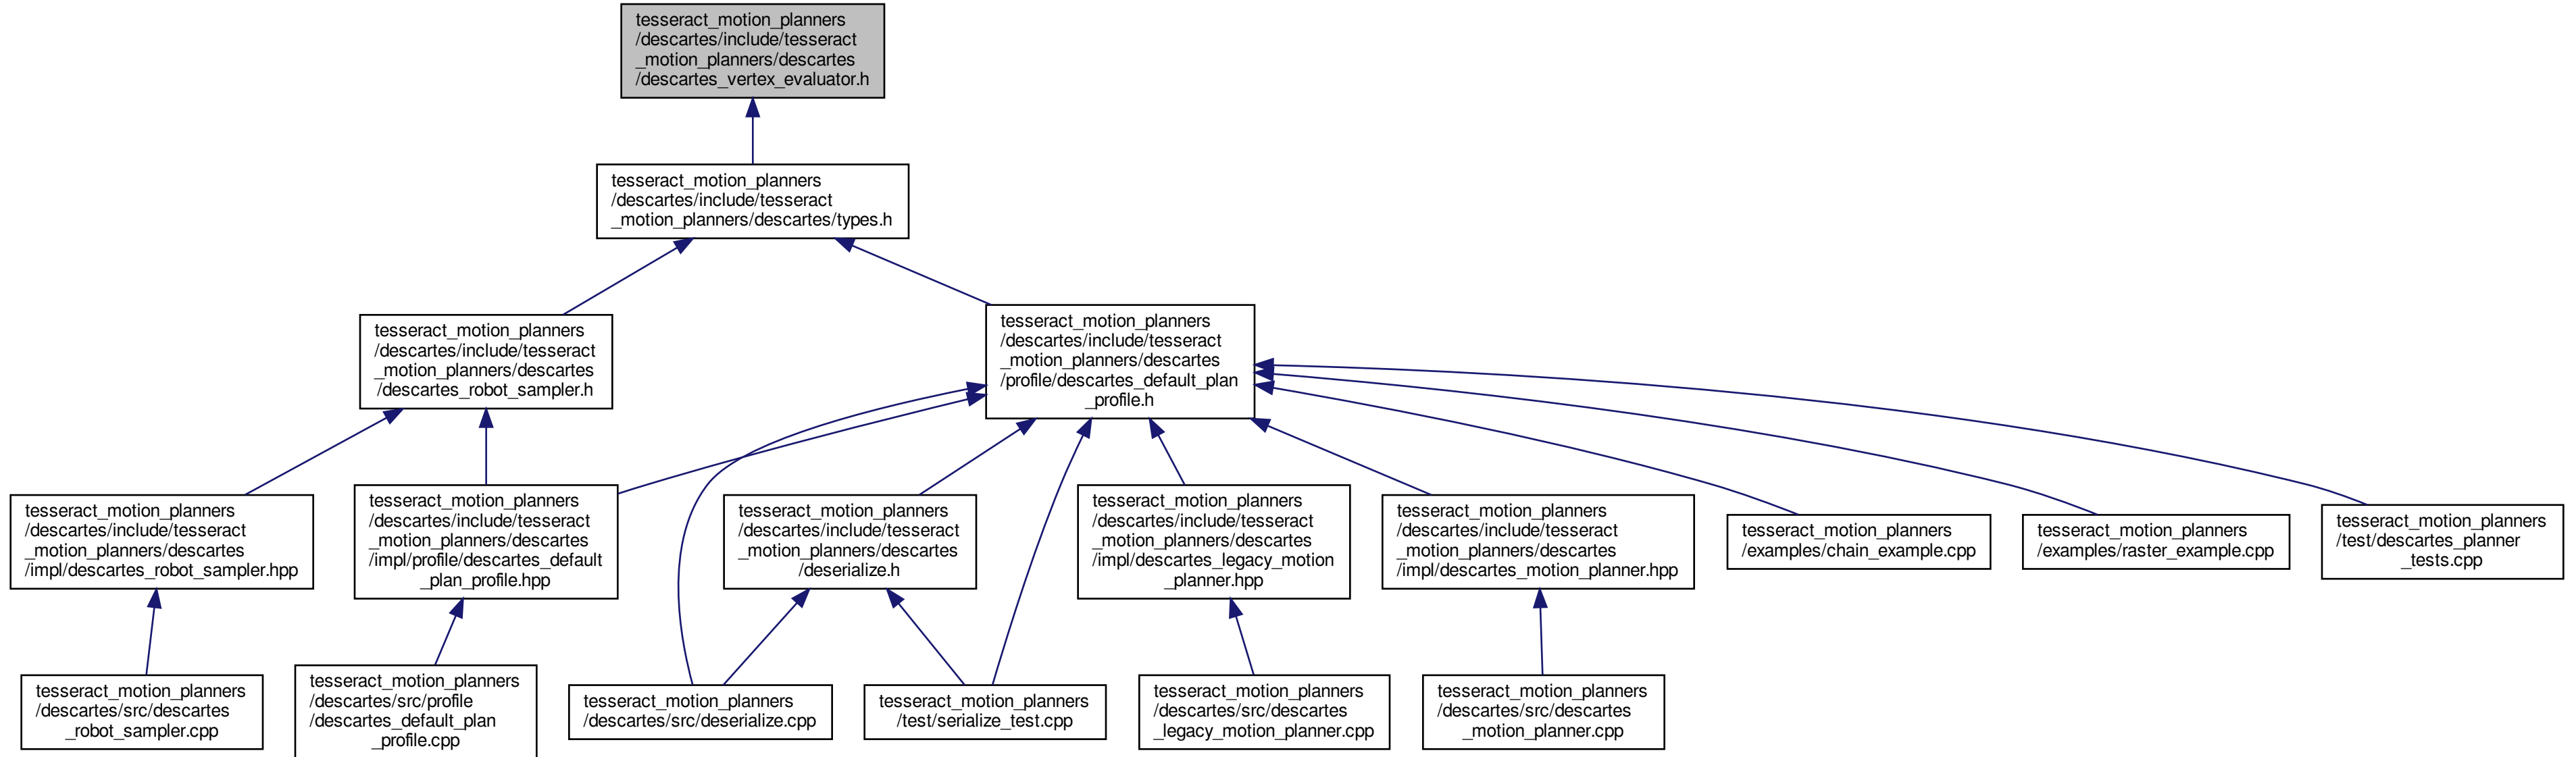 tesseract_motion_planners
/descartes/include/tesseract
_motion_planners/descartes
/descartes_vertex_evaluator.h
tesseract_motion_planners
/descartes/include/tesseract
_motion_planners/descartes/types.h
tesseract_motion_planners
/descartes/include/tesseract
_motion_planners/descartes
/descartes_robot_sampler.h
tesseract_motion_planners
/descartes/include/tesseract
_motion_planners/descartes
/profile/descartes_default_plan
_profile.h
tesseract_motion_planners
/descartes/include/tesseract
_motion_planners/descartes
/impl/descartes_robot_sampler.hpp
tesseract_motion_planners
/descartes/include/tesseract
_motion_planners/descartes
/impl/profile/descartes_default
_plan_profile.hpp
tesseract_motion_planners
/descartes/include/tesseract
_motion_planners/descartes
/deserialize.h
tesseract_motion_planners
/descartes/include/tesseract
_motion_planners/descartes
/impl/descartes_legacy_motion
_planner.hpp
tesseract_motion_planners
/descartes/include/tesseract
_motion_planners/descartes
/impl/descartes_motion_planner.hpp
tesseract_motion_planners
/examples/chain_example.cpp
tesseract_motion_planners
/examples/raster_example.cpp
tesseract_motion_planners
/test/descartes_planner
_tests.cpp
tesseract_motion_planners
/descartes/src/descartes
_robot_sampler.cpp
tesseract_motion_planners
/descartes/src/profile
/descartes_default_plan
_profile.cpp
tesseract_motion_planners
/descartes/src/deserialize.cpp
tesseract_motion_planners
/test/serialize_test.cpp
tesseract_motion_planners
/descartes/src/descartes
_legacy_motion_planner.cpp
tesseract_motion_planners
/descartes/src/descartes
_motion_planner.cpp